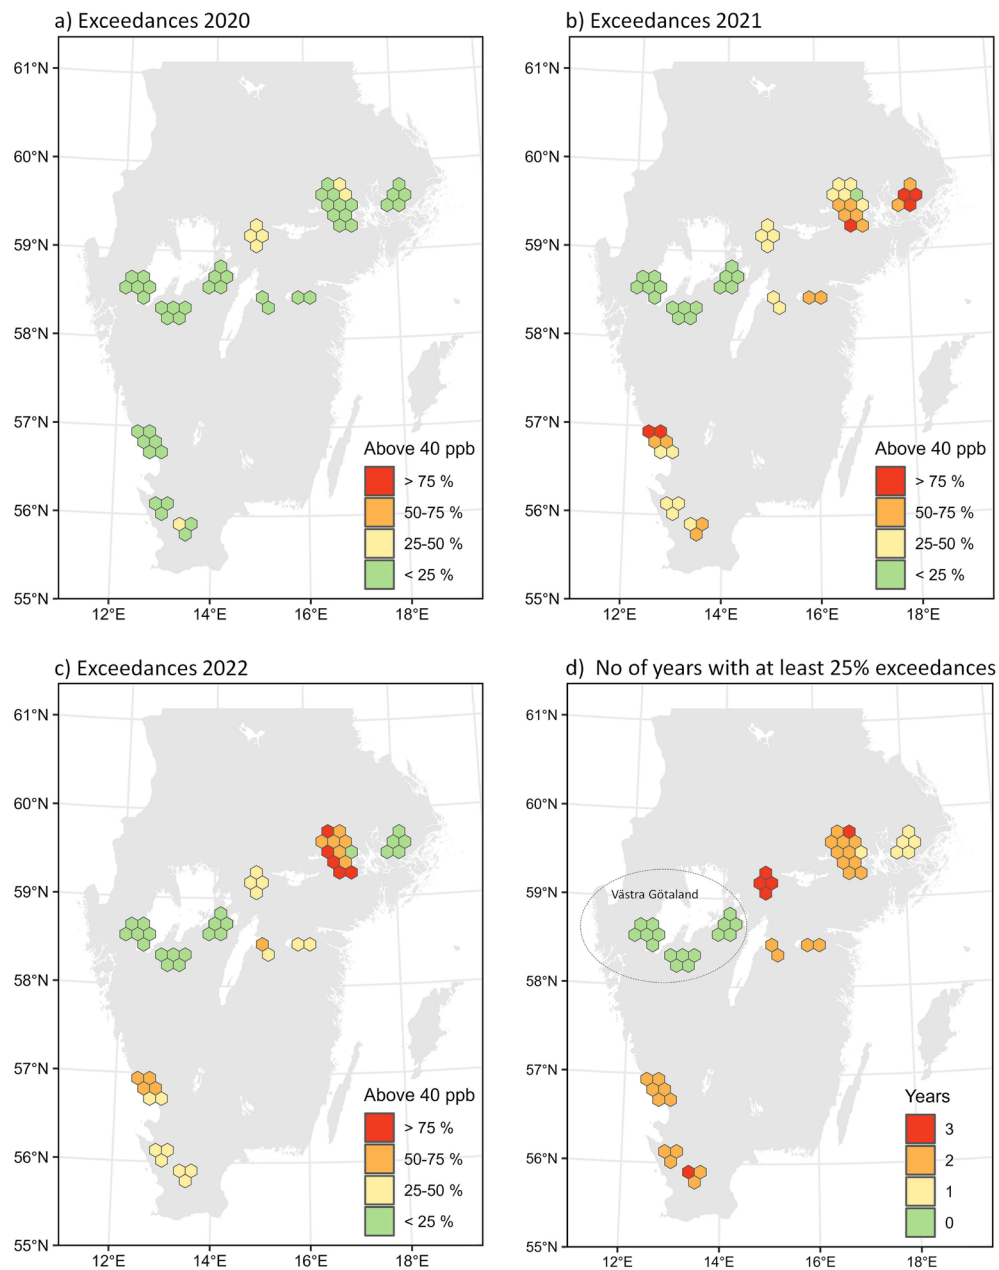 a) Exceedances 2020
61°N
60°N
59°N
58°N
57°N
56°N
55°N
12°E 14°E 16°E 18°E
Above 40 ppb
> 75 %
50-75 %
25-50 %
< 25 %
b) Exceedances 2021
61°N
60°N
59°N
58°N
57°N
56°N
55°N
12°E 14°E 16°E 18°E
Above 40 ppb
> 75 %
50-75 %
25-50 %
< 25 %
c) Exceedances 2022
61°N
60°N
59°N
58°N
57°N
56°N
55°N
12°E 14°E 16°E 18°E
Above 40 ppb
> 75 %
50-75 %
25-50 %
< 25 %
d) No of years with at least 25% exceedances
61°N
60°N
59°N
58°N
57°N
56°N
55°N
12°E 14°E 16°E 18°E
Västra Götaland
Years
3
2
1
0